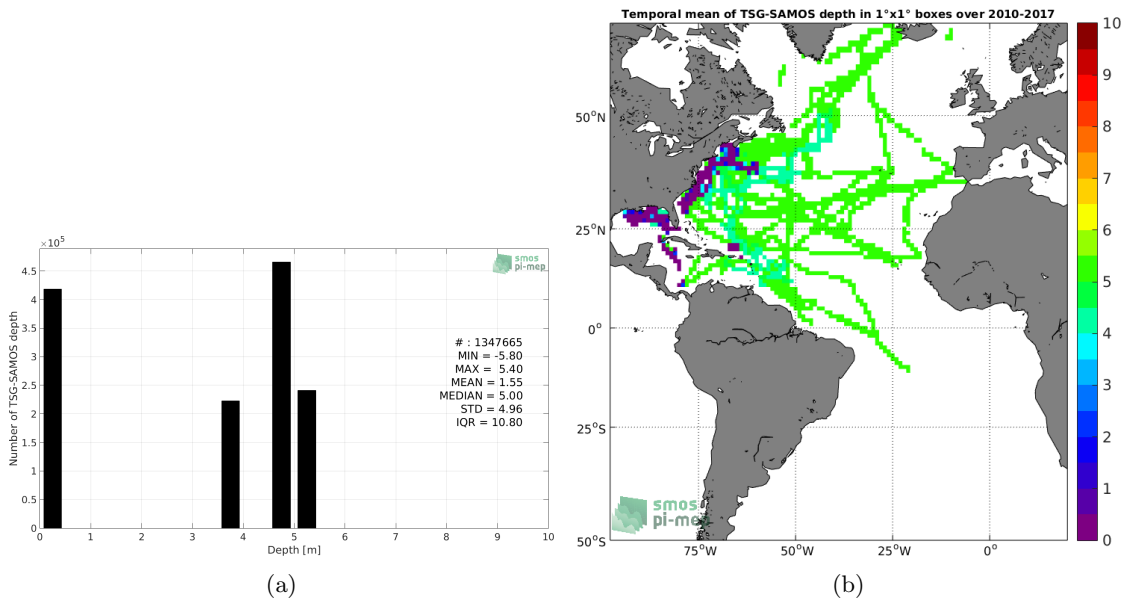 ×10⁵
4.5
4
3.5
3
2.5
2
1.5
1
0.5
0
Number of TSG-SAMOS depth
smos
pi-mep
# : 1347665
MIN = -5.80
MAX = 5.40
MEAN = 1.55
MEDIAN = 5.00
STD = 4.96
IQR = 10.80
0 1 2 3 4 5 6 7 8 9 10
Depth [m]
(a)
Temporal mean of TSG-SAMOS depth in 1°x1° boxes over 2010-2017
50°N
25°N
0°
25°S
50°S
75°W 50°W 25°W 0°
smos
pi-mep
10
9
8
7
6
5
4
3
2
1
0
(b)